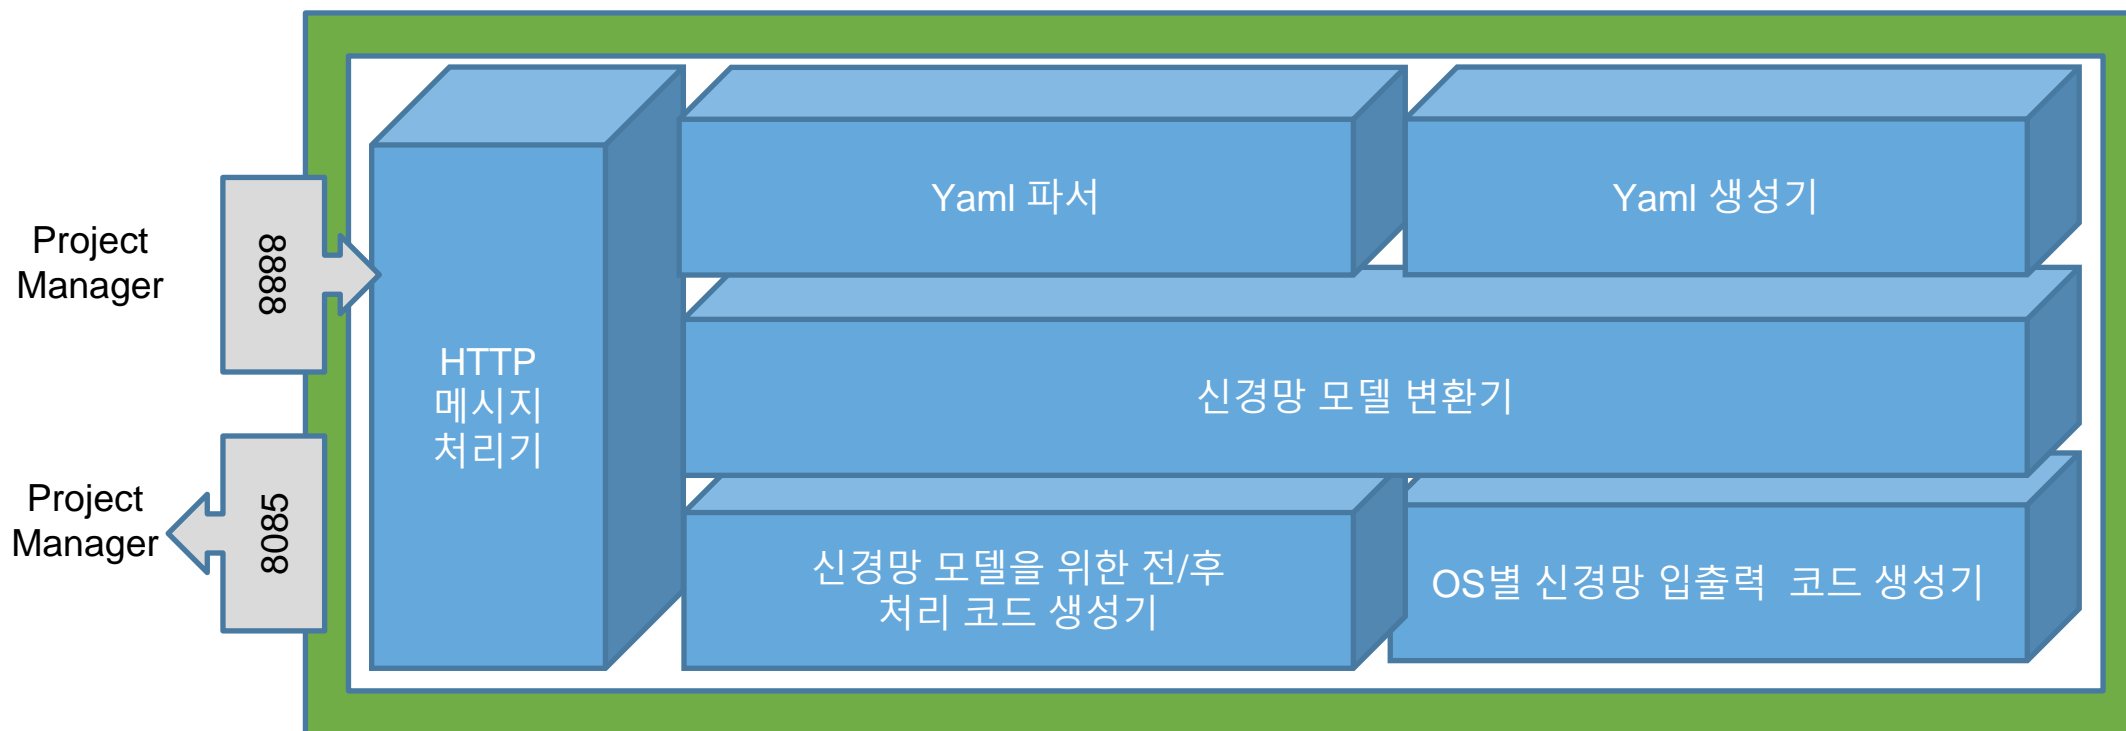 Project
Manager
8888
Project
Manager
8085
HTTP
메시지
처리기
Yaml 파서
Yaml 생성기
신경망 모델 변환기
신경망 모델을 위한 전/후
처리 코드 생성기
OS별 신경망 입출력 코드 생성기